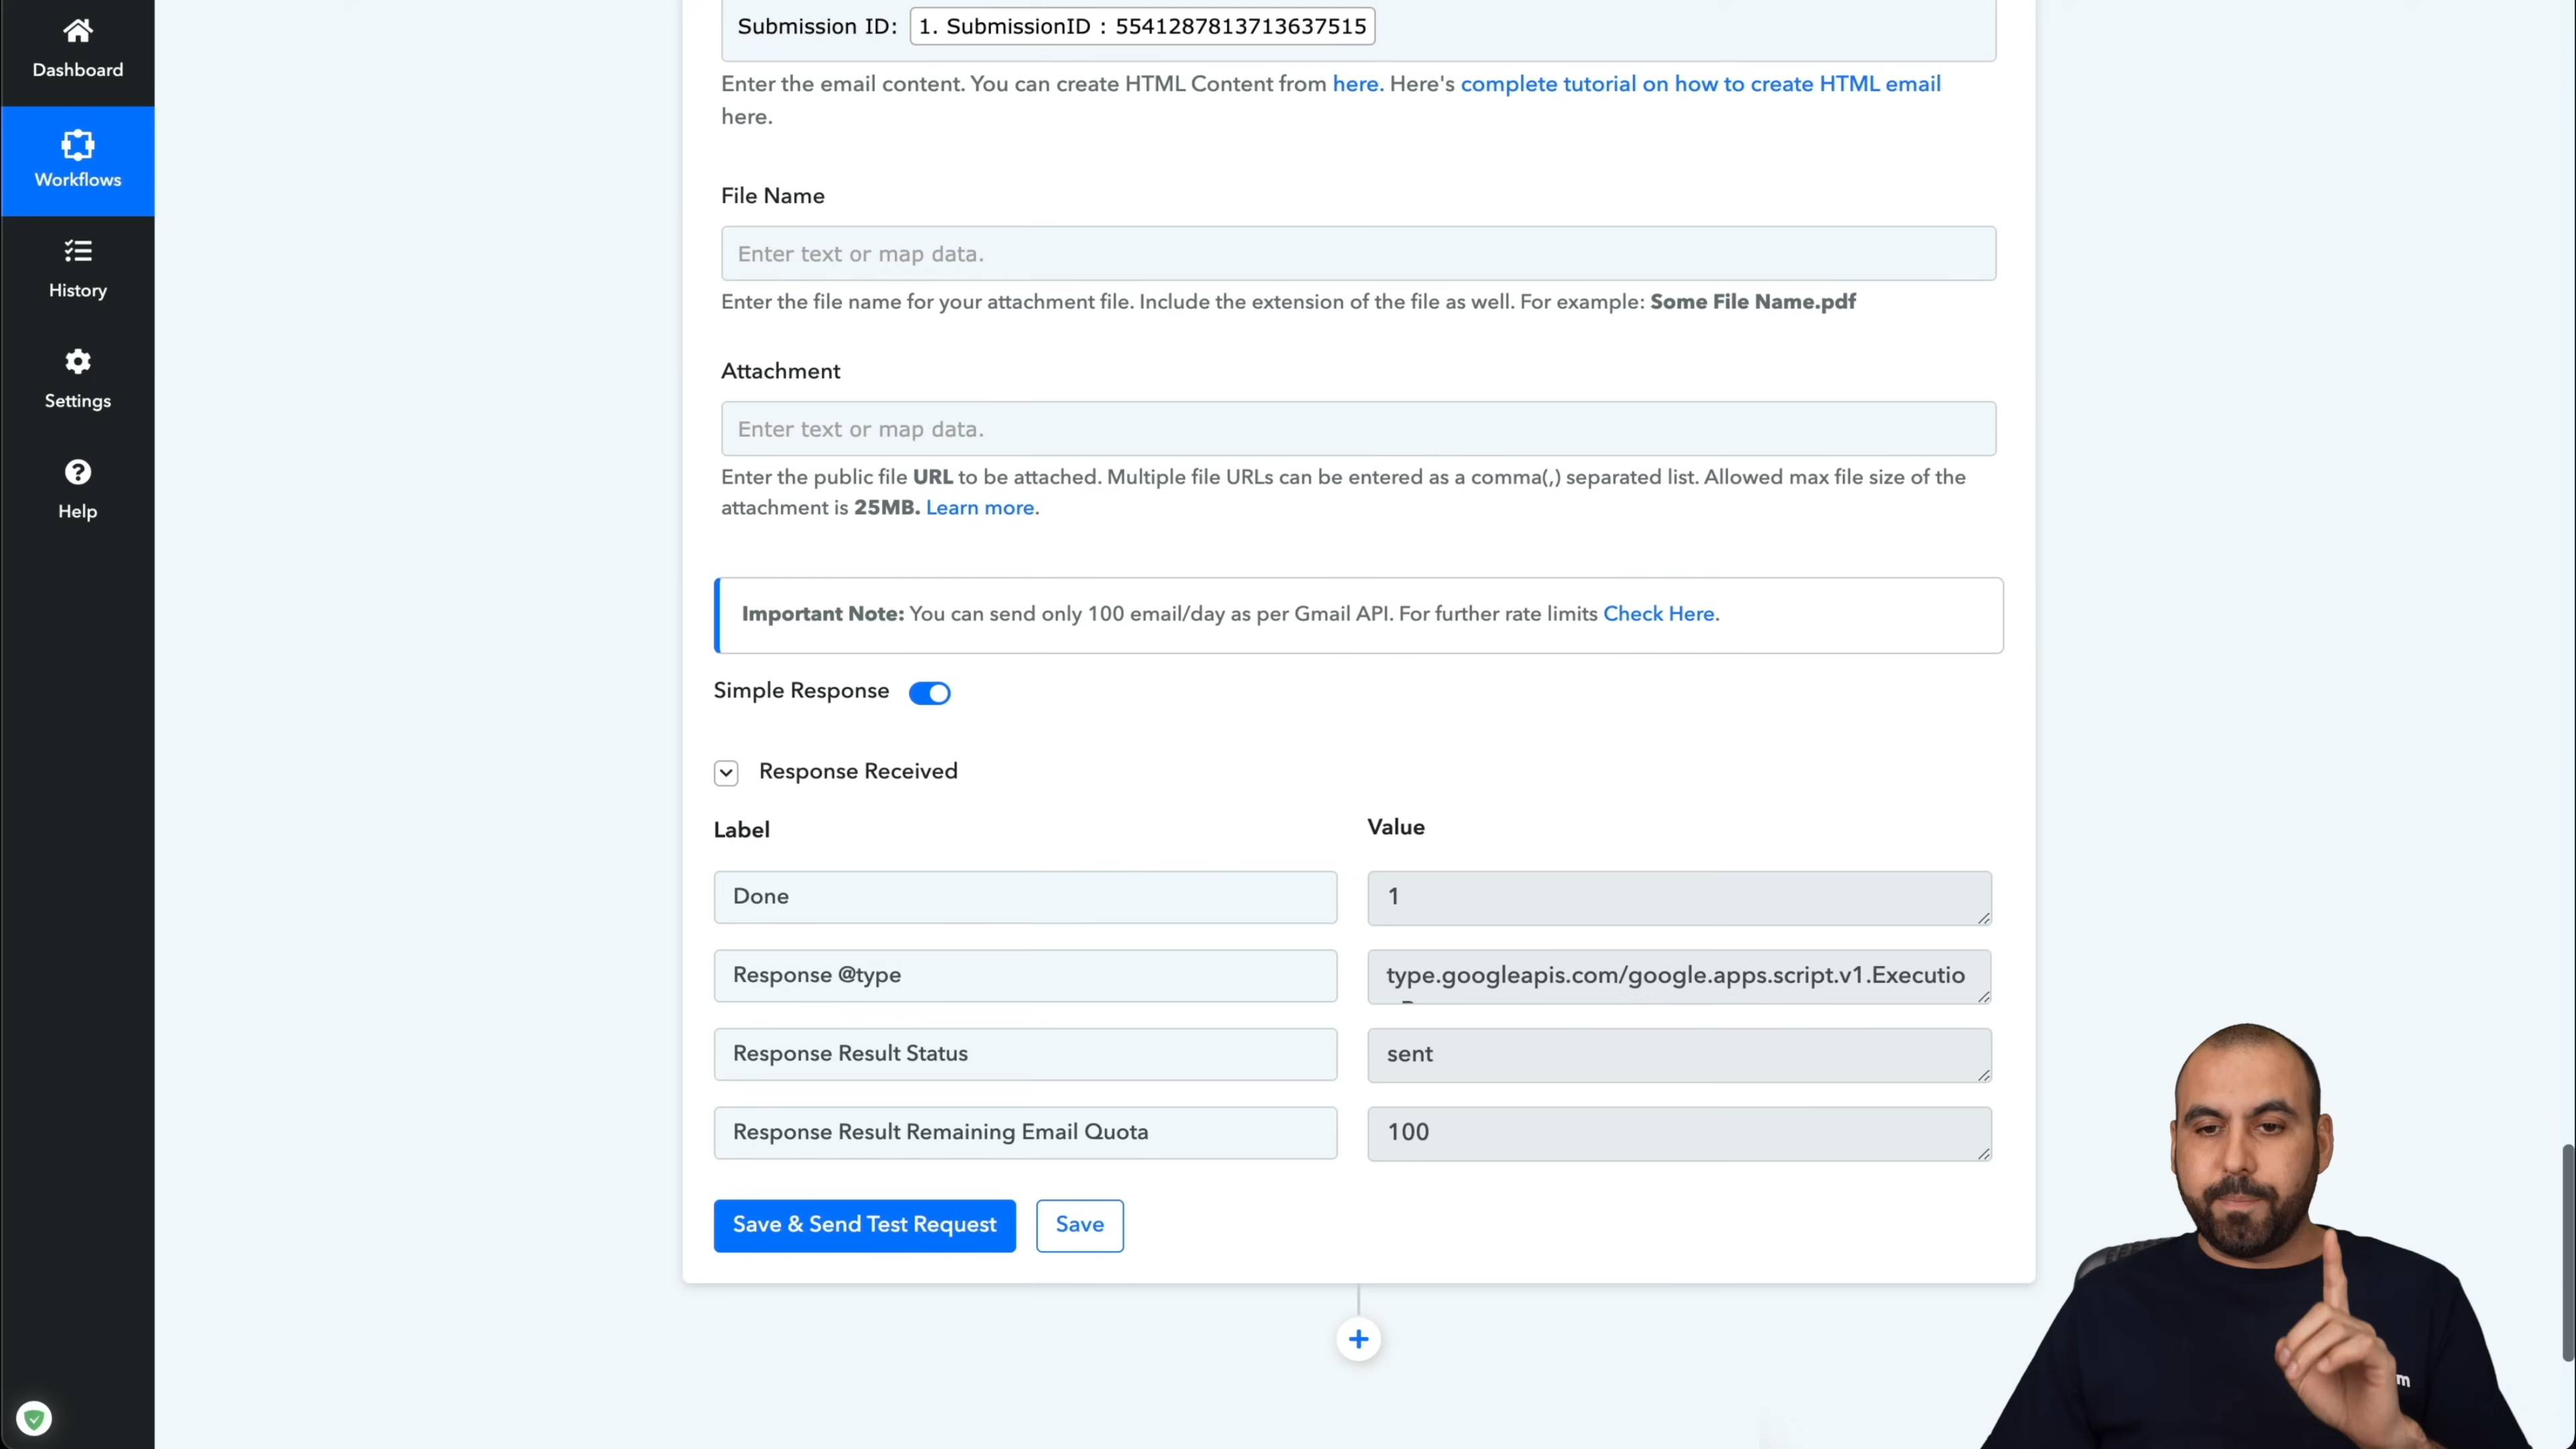 Dashboard
Workflows
History
Settings
Help
Submission ID: 1. SubmissionID : 5541287813713637515
Enter the email content. You can create HTML Content from here. Here's complete tutorial on how to create HTML email
here.
File Name
Enter text or map data.
Enter the file name for your attachment file. Include the extension of the file as well. For example: Some File Name.pdf
Attachment
Enter text or map data.
Enter the public file URL to be attached. Multiple file URLs can be entered as a comma(,) separated list. Allowed max file size of the
attachment is 25MB. Learn more.
Important Note: You can send only 100 email/day as per Gmail API. For further rate limits Check Here.
Simple Response
Response Received
Label Value
Done 1
Response @type type.googleapis.com/google.apps.script.v1.Executio
Response Result Status sent
Response Result Remaining Email Quota 100
Save & Send Test Request Save
m